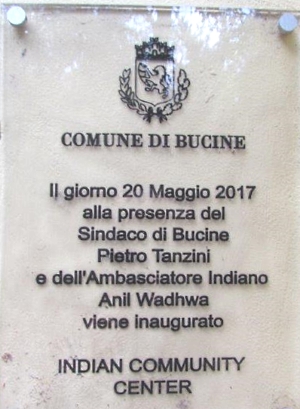 COMUNE DI BUCINE
Il giorno 20 Maggio 2017
alla presenza del
Sindaco di Bucine
Pietro Tanzini
e dell'Ambasciatore Indiano
Anil Wadhwa
viene inaugurato
INDIAN COMMUNITY
CENTER